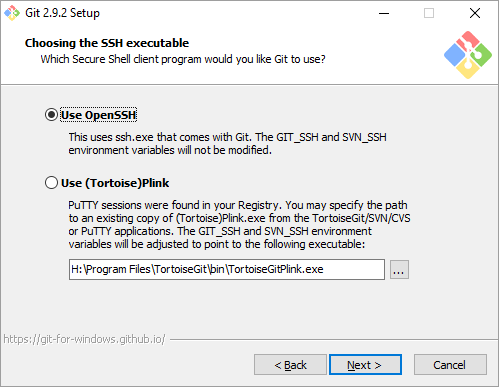 Git 2.9.2 Setup
Choosing the SSH executable
Which Secure Shell client program would you like Git to use?
Use OpenSSH
This uses ssh.exe that comes with Git. The GIT_SSH and SVN_SSH
environment variables will not be modified.
Use (Tortoise)Plink
PuTTY sessions were found in your Registry. You may specify the path
to an existing copy of (Tortoise)Plink.exe from the TortoiseGit/SVN/CVS
or PuTTY applications. The GIT_SSH and SVN_SSH environment
variables will be adjusted to point to the following executable:
H:\Program Files\TortoiseGit\bin\TortoiseGitPlink.exe
...
https://git-for-windows.github.io/
< Back
Next >
Cancel